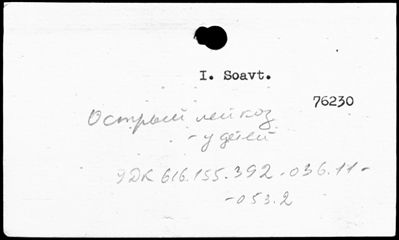 I. Soavt.
76230
Острый лейкоз
- у детей
УДК 616.155.392-036.11-
-053.2